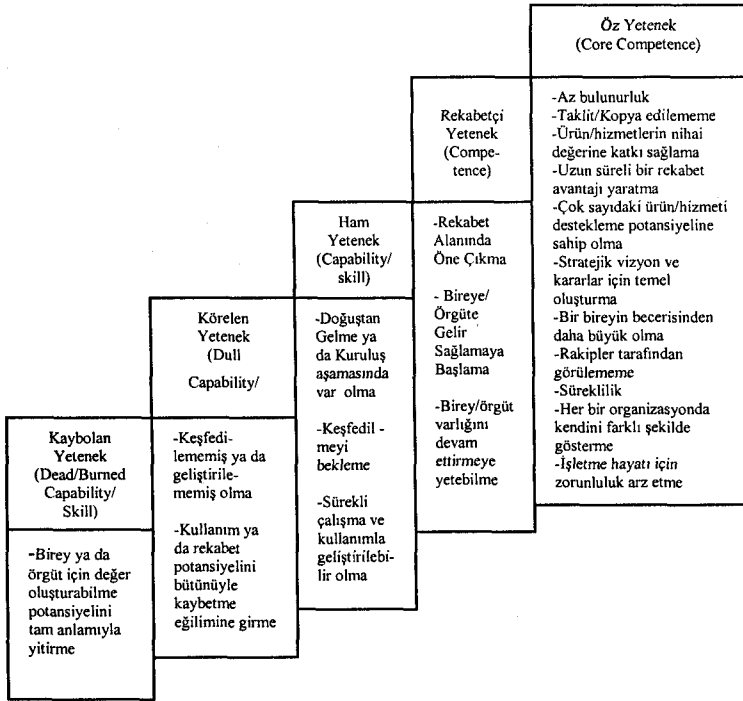 Öz Yetenek
(Core Competence)
-Az bulunurluk
-Taklit/Kopya edilememe
-Ürün/hizmetlerin nihai
değerine katkı sağlama
-Uzun süreli bir rekabet
avantajı yaratma
-Çok sayıdaki ürün/hizmeti
destekleme potansiyeline
sahip olma
-Stratejik vizyon ve
kararlar için temel
oluşturma
-Bir bireyin becerisinden
daha büyük olma
-Rakipler tarafından
görülememe
-Süreklilik
-Her bir organizasyonda
kendini farklı şekilde
gösterme
-İşletme hayatı için
zorunluluk arz etme
Rekabetçi
Yetenek
(Compe-
tence)
-Rekabet
Alanında
Öne Çıkma
- Bireye/
Örgüte
Gelir
Sağlamaya
Başlama
-Birey/örgüt
varlığını
devam
ettirmeye
yetebilme
Ham
Yetenek
(Capability/
skill)
-Doğuştan
Gelme ya
da Kuruluş
aşamasında
var olma
-Keşfedil -
meyi
bekleme
-Sürekli
çalışma ve
kullanımla
geliştirilebi-
lir olma
Körelen
Yetenek
(Dull
Capability/
-Keşfedi-
lememiş ya da
geliştirile-
memiş olma
-Kullanım ya
da rekabet
potansiyelini
bütünüyle
kaybetme
eğilimine girme
Kaybolan
Yetenek
(Dead/Burned
Capability/
Skill)
-Birey ya da
örgüt için değer
oluşturabilme
potansiyelini
tam anlamıyla
yitirme